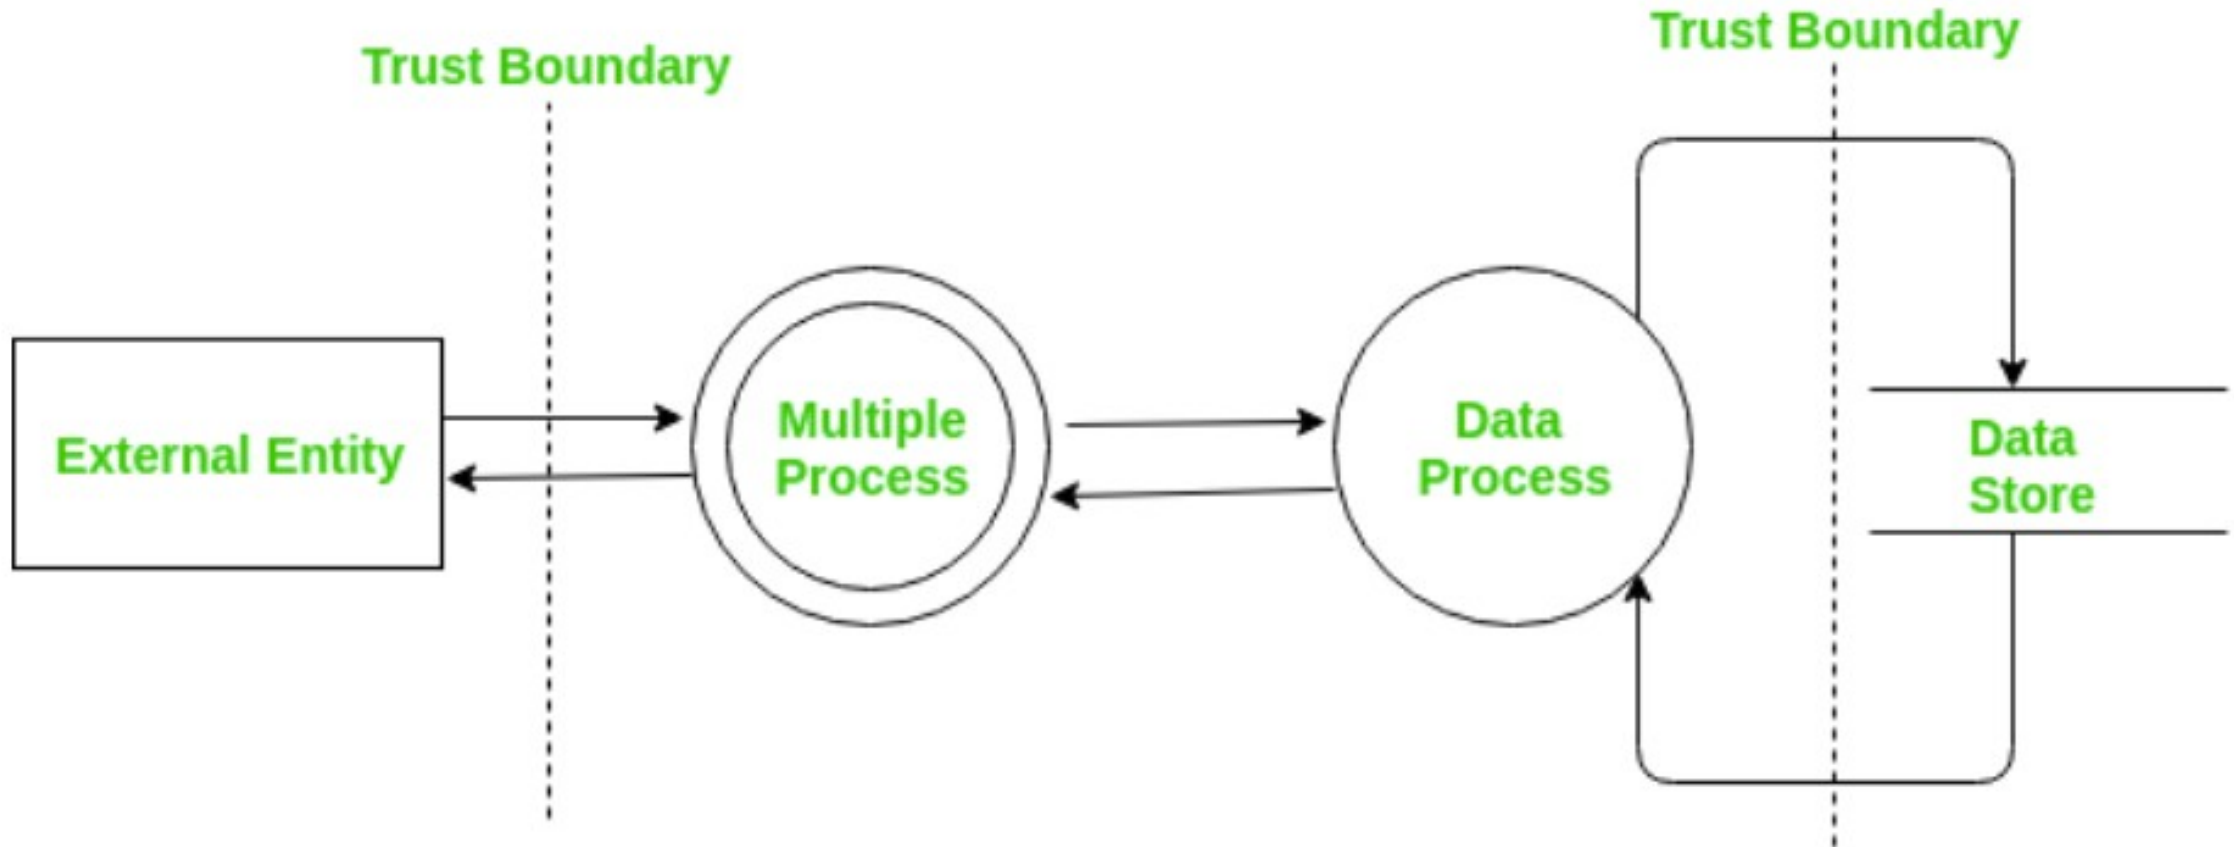 Trust Boundary
Trust Boundary
External Entity
Multiple
Process
Data
Process
Data
Store